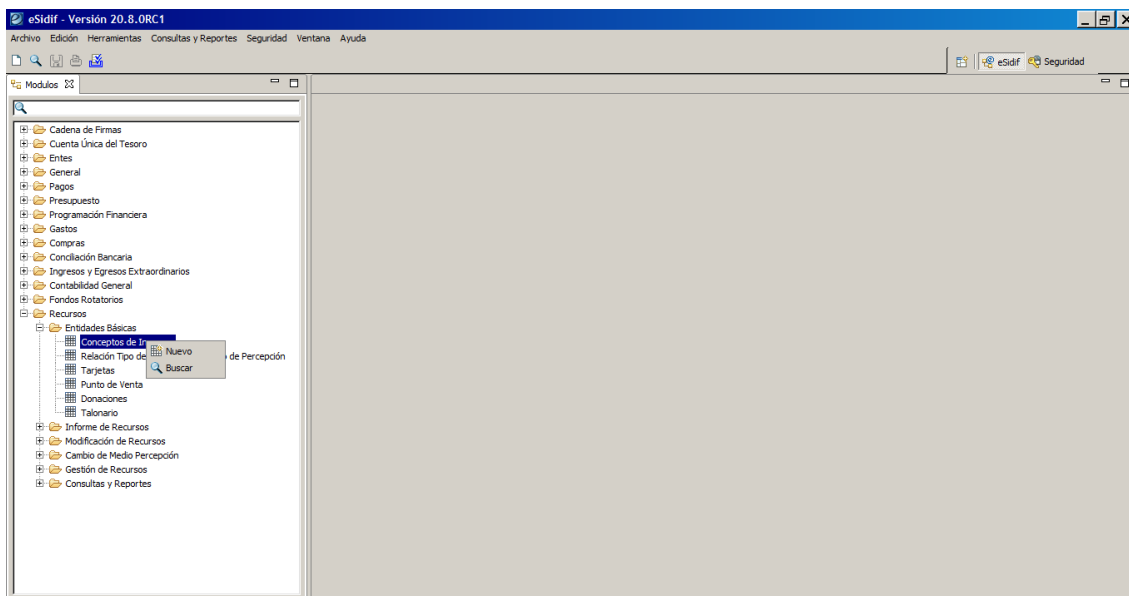 eSidif - Versión 20.8.0RC1
Archivo Edición Herramientas Consultas y Reportes Seguridad Ventana Ayuda
eSidif Seguridad
Modulos
Cadena de Firmas
Cuenta Única del Tesoro
Entes
General
Pagos
Presupuesto
Programación Financiera
Gastos
Compras
Conciliación Bancaria
Ingresos y Egresos Extraordinarios
Contabilidad General
Fondos Rotatorios
Recursos
Entidades Básicas
Conceptos de
Nuevo
Relación Tipo de de Percepción
Buscar
Tarjetas
Punto de Venta
Donaciones
Talonario
Informe de Recursos
Modificación de Recursos
Cambio de Medio Percepción
Gestión de Recursos
Consultas y Reportes